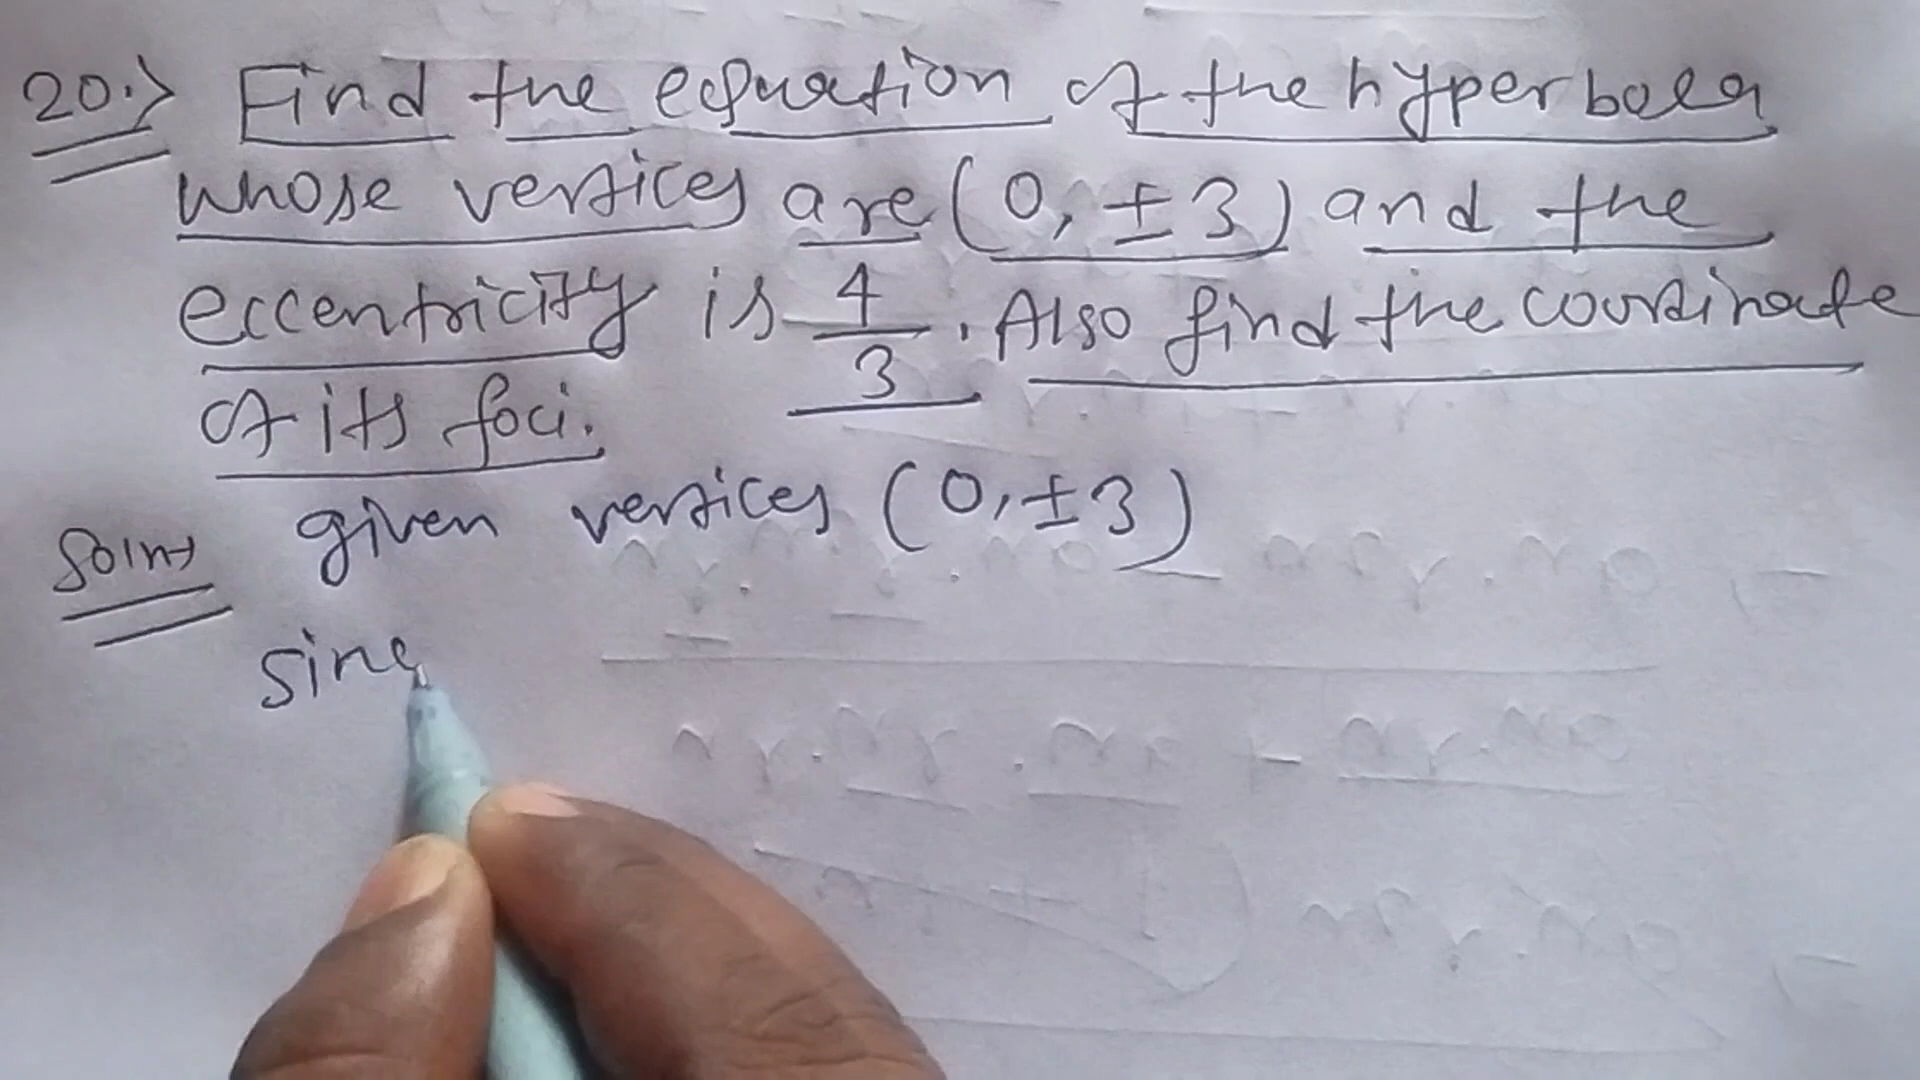 20.> Find the equation of the hyperbola
whose vertices are (0, ±3) and the
eccentricity is 4/3. Also find the coordinate
of its foci.
Soln→ given vertices (0, ±3)
since